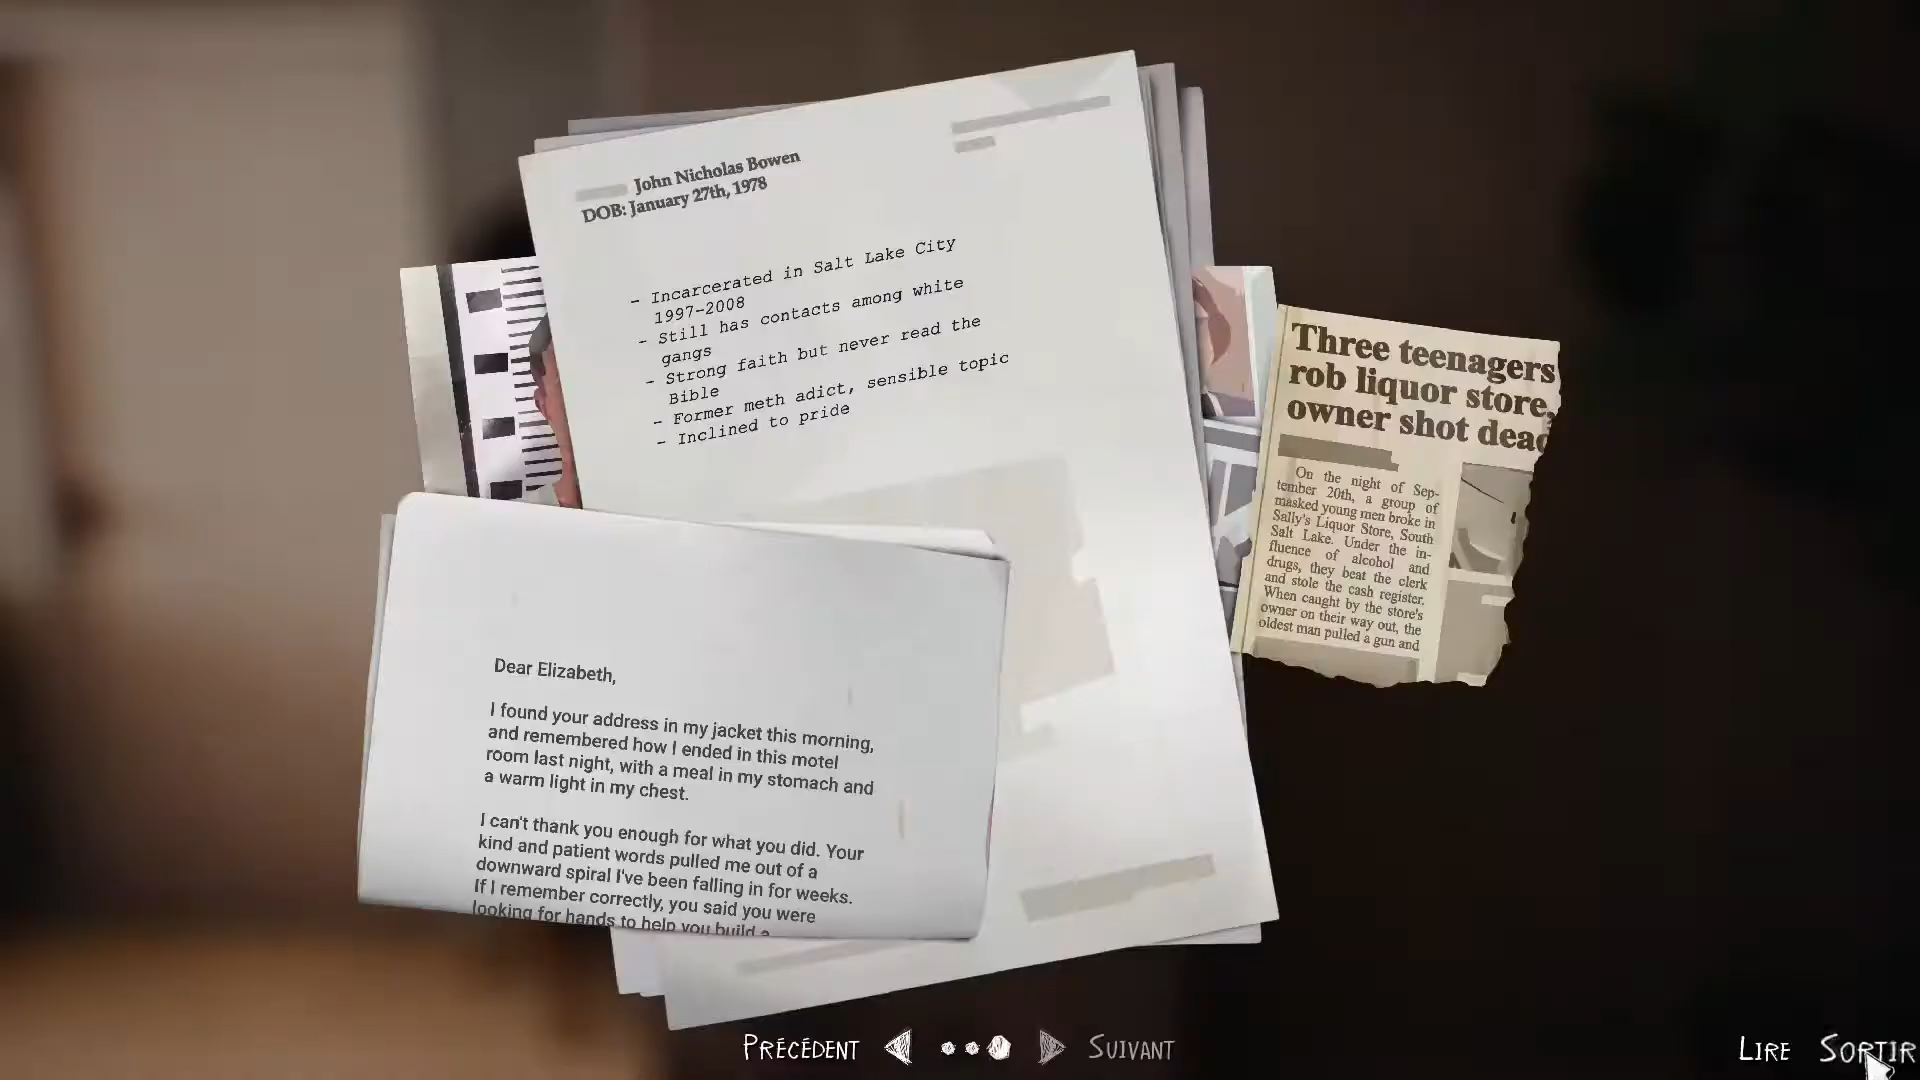 John Nicholas Bowen
DOB: January 27th, 1978
- Incarcerated in Salt Lake City
1997-2008
- Still has contacts among white
gangs
- Strong faith but never read the
Bible
- Former meth adict, sensible topic
- Inclined to pride
Three teenagers
rob liquor store,
owner shot dead
On the night of Sep-
tember 20th, a group of
masked young men broke in
Sally's Liquor Store, South
Salt Lake. Under the in-
fluence of alcohol and
drugs, they beat the clerk
and stole the cash register.
When caught by the store's
owner on their way out, the
oldest man pulled a gun and
Dear Elizabeth,
I found your address in my jacket this morning,
and remembered how I ended in this motel
room last night, with a meal in my stomach and
a warm light in my chest.
I can't thank you enough for what you did. Your
kind and patient words pulled me out of a
downward spiral I've been falling in for weeks.
If I remember correctly, you said you were
looking for hands to help you build a
PRÉCÉDENT
SUIVANT
LIRE
SORTIR